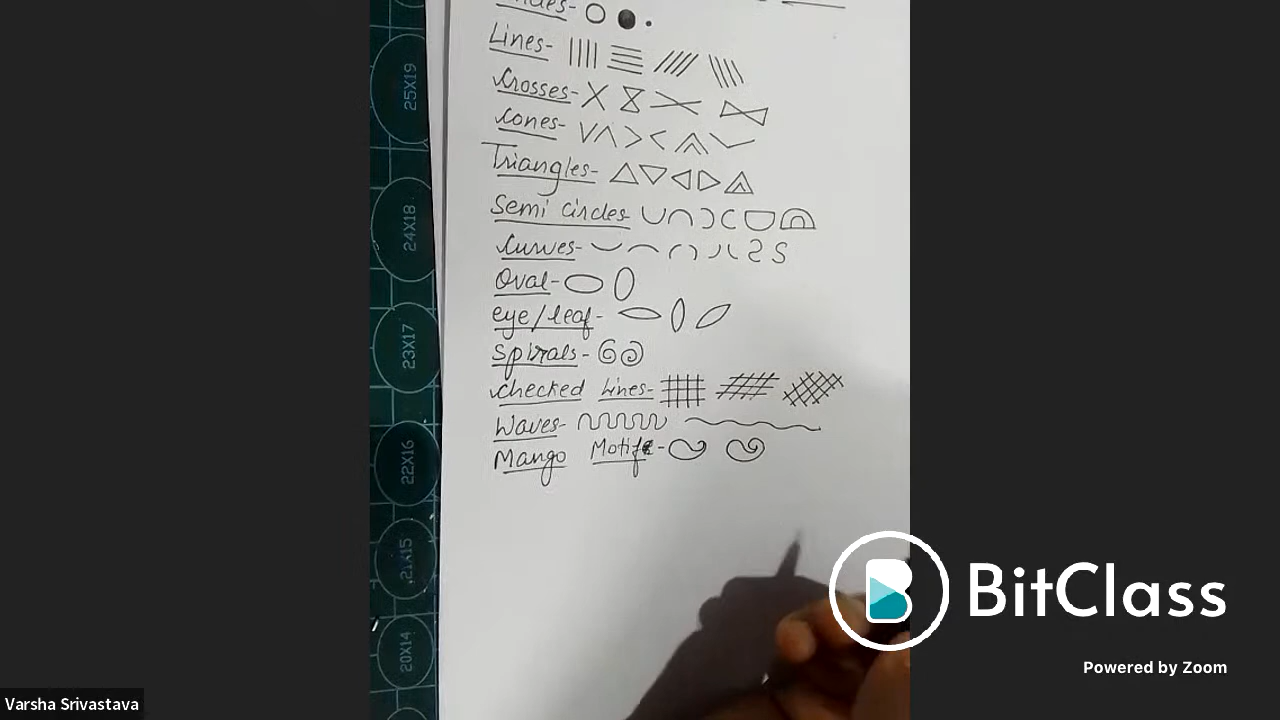 Lines-
Crosses-
Cones-
Triangles-
Semi Circles-
Curves-
Oval-
eye/leaf-
Spirals-
Checked Lines-
Waves-
Mango Motif-
25X19
24X18
23X17
22X16
21X15
20X14
BitClass
Powered by Zoom
Varsha Srivastava